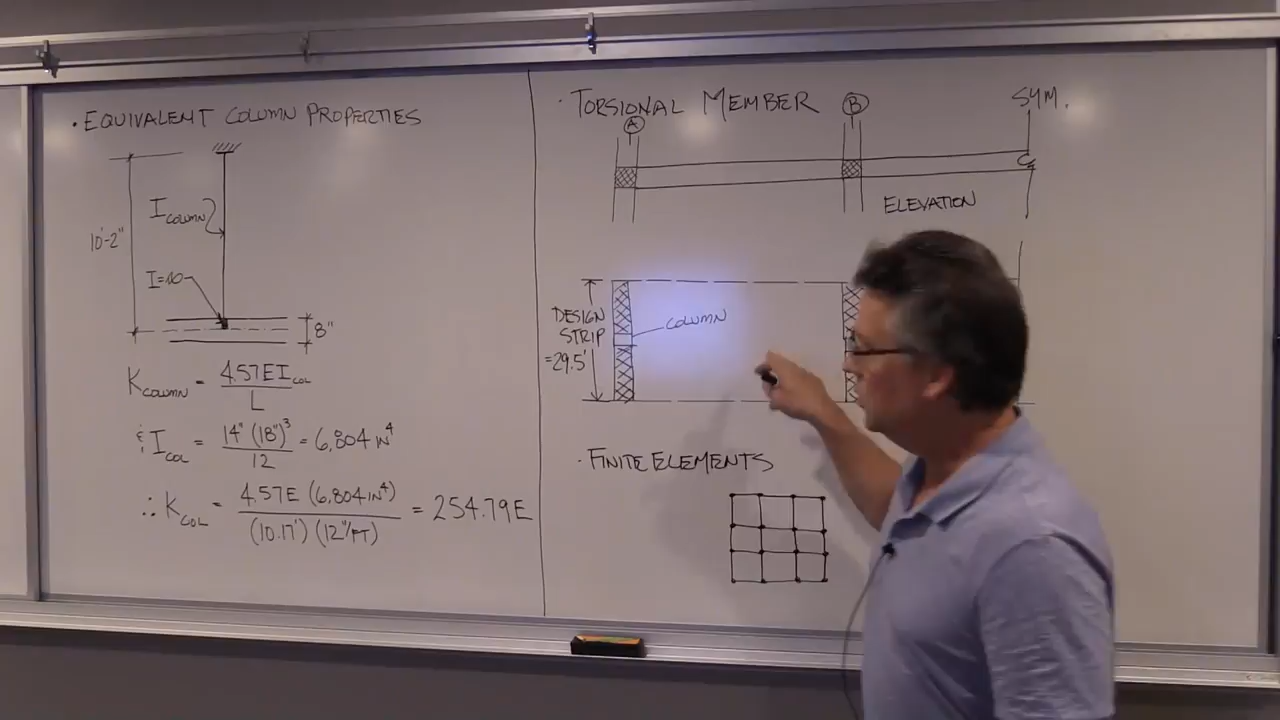 · EQUIVALENT COLUMN PROPERTIES
10'-2"
I COLUMN
I=∞
8"
K COLUMN = 4.57EI COL / L
& I COL = 14" (18")³ / 12 = 6,804 IN⁴
∴ K COL = 4.57E (6,804 IN⁴) / (10.17') (12"/FT) = 254.79E
· TORSIONAL MEMBER
A
B
SYM.
ELEVATION
DESIGN
STRIP
=29.5'
COLUMN
· FINITE ELEMENTS